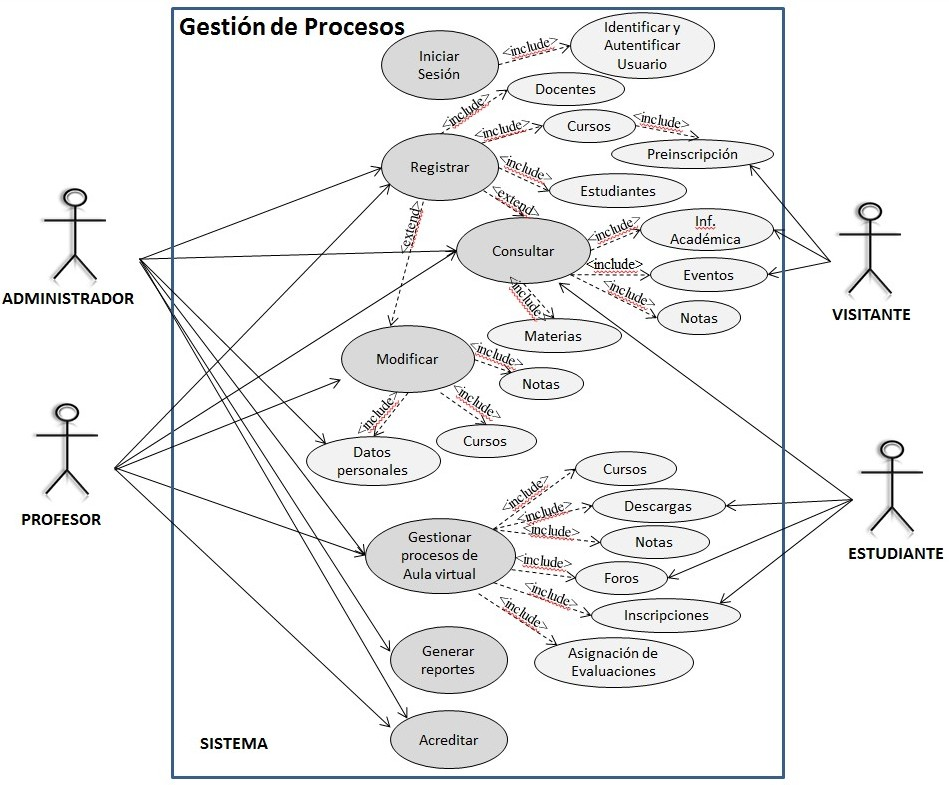 Gestión de Procesos
Iniciar
Sesión
<include>
Identificar y
Autentificar
Usuario
<include>
Docentes
<include>
Cursos
<include>
Preinscripción
Registrar
<include>
Estudiantes
<extend>
<extend>
Consultar
<include>
Inf.
Académica
<include>
Eventos
<include>
Notas
<include>
Materias
ADMINISTRADOR
VISITANTE
Modificar
<include>
Notas
<include>
Cursos
<include>
Datos
personales
PROFESOR
ESTUDIANTE
Gestionar
procesos de
Aula virtual
<include>
Cursos
<include>
Descargas
<include>
Notas
<include>
Foros
<include>
Inscripciones
<include>
Asignación de
Evaluaciones
Generar
reportes
Acreditar
SISTEMA